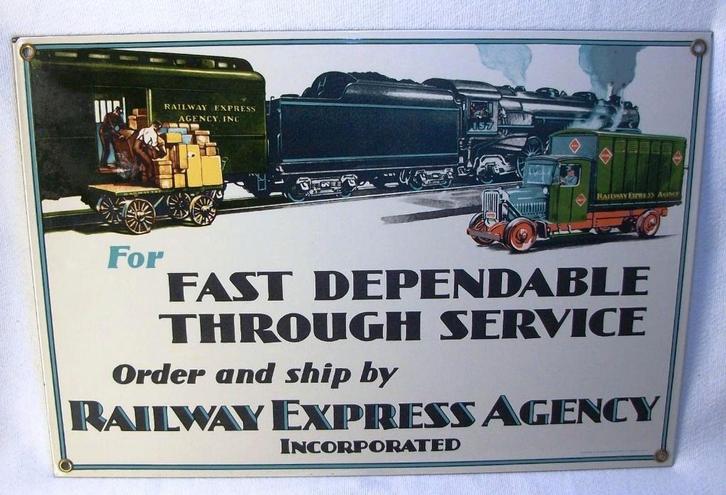 RAILWAY EXPRESS
AGENCY, INC
157
RAILWAY EXPRESS AGENCY
For
FAST DEPENDABLE
THROUGH SERVICE
Order and ship by
RAILWAY EXPRESS AGENCY
INCORPORATED